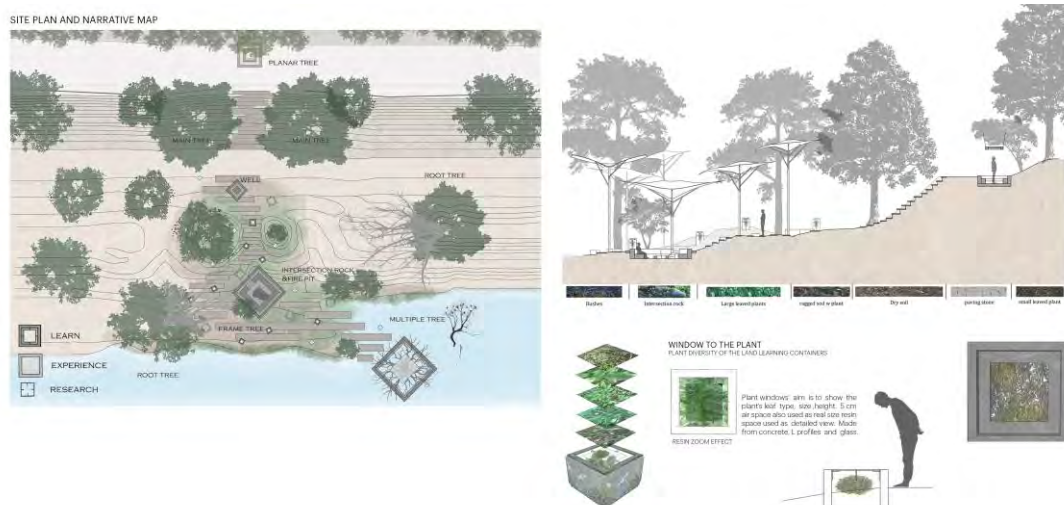 SITE PLAN AND NARRATIVE MAP
PLANAR TREE
MAIN TREE
MAIN TREE
WELL
ROOT TREE
INTERSECTION ROCK
& FIRE PIT
FRAME TREE
MULTIPLE TREE
ROOT TREE
LEARN
EXPERIENCE
RESEARCH
Bushes
Intersection rock
Large leaved plants
rugged soil w plant
Dry soil
paving stone
small leaved plant
WINDOW TO THE PLANT
PLANT DIVERSITY OF THE LAND LEARNING CONTAINERS
Plant windows' aim is to show the
plant's leaf type, size ,height. 5 cm
air space also used as real size resin
space used as detailed view. Made
from concrete, L profiles and glass
RESIN ZOOM EFFECT